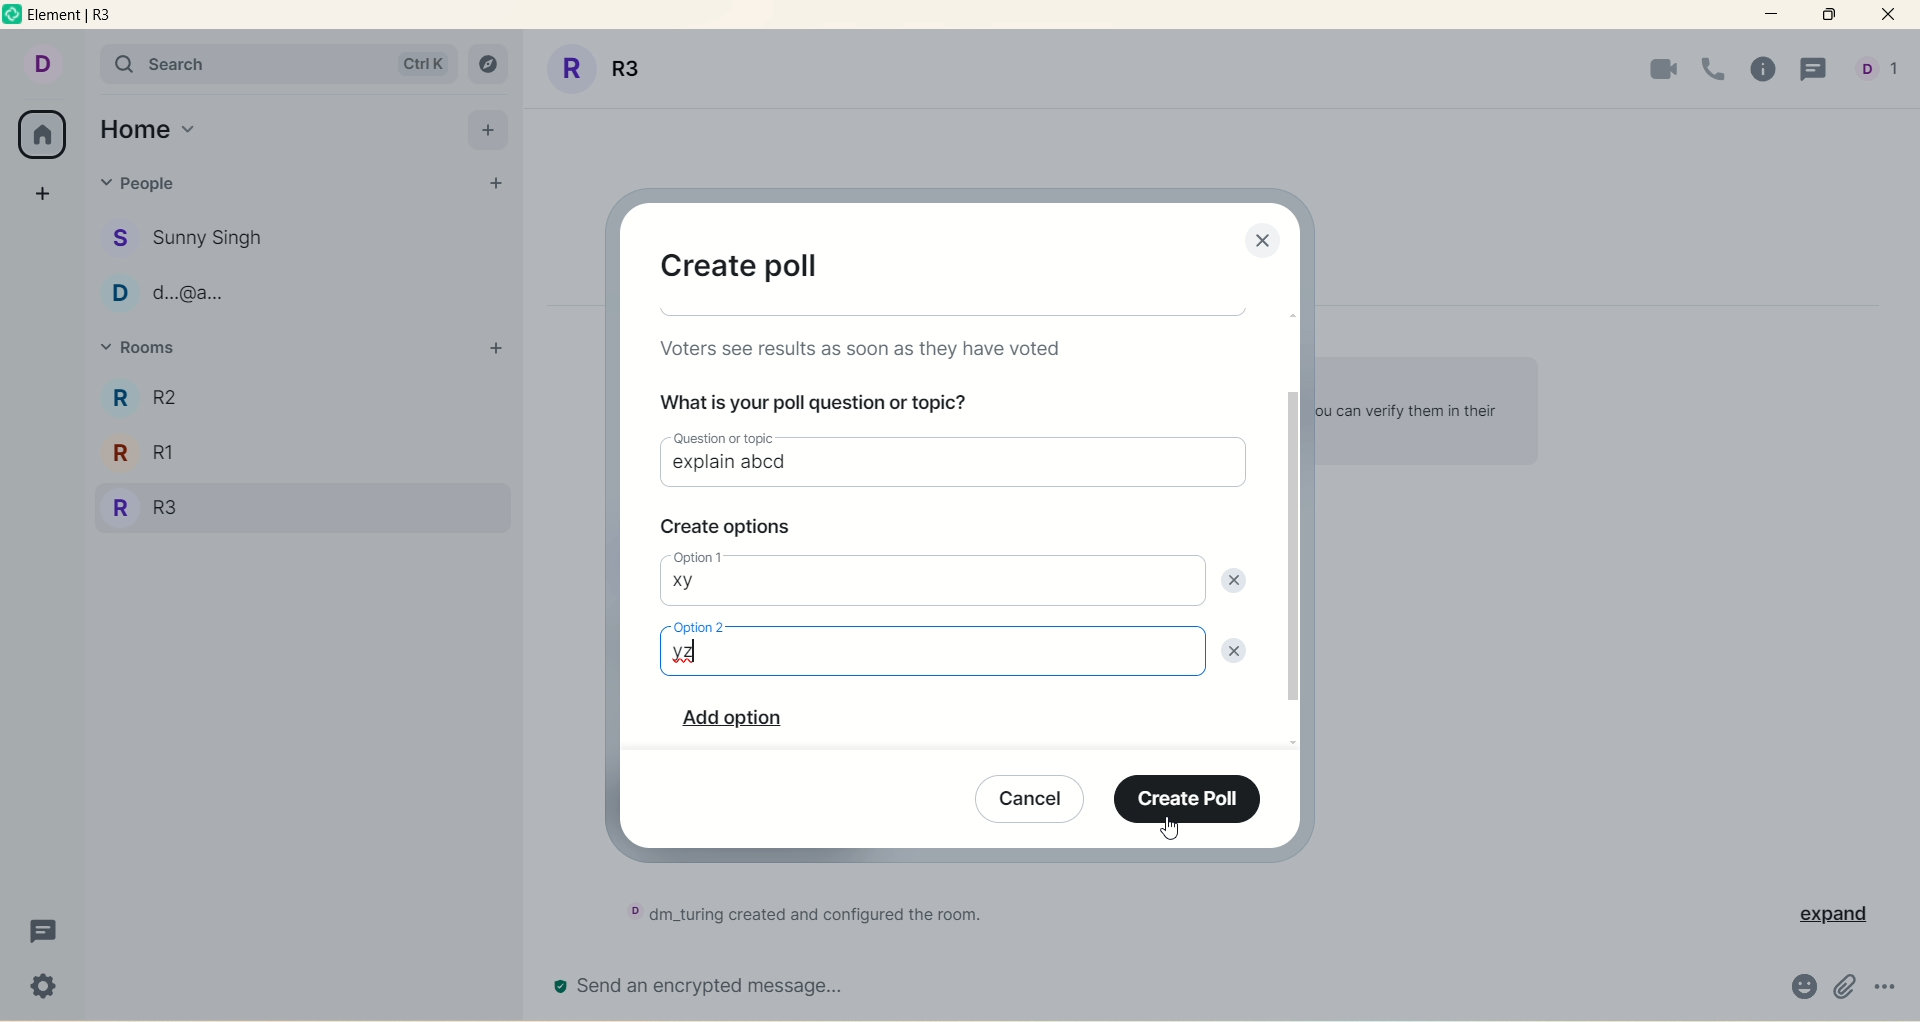 Element | R3
D
Search
Ctrl K
R
R3
D
1
Home
People
S
Sunny Singh
D
d...@a...
Rooms
R
R2
R
R1
R
R3
Create poll
Voters see results as soon as they have voted
What is your poll question or topic?
ou can verify them in their
Question or topic
explain abcd
Create options
Option 1
xy
Option 2
yz
Add option
Cancel
Create Poll
D
dm_turing created and configured the room.
expand
Send an encrypted message...